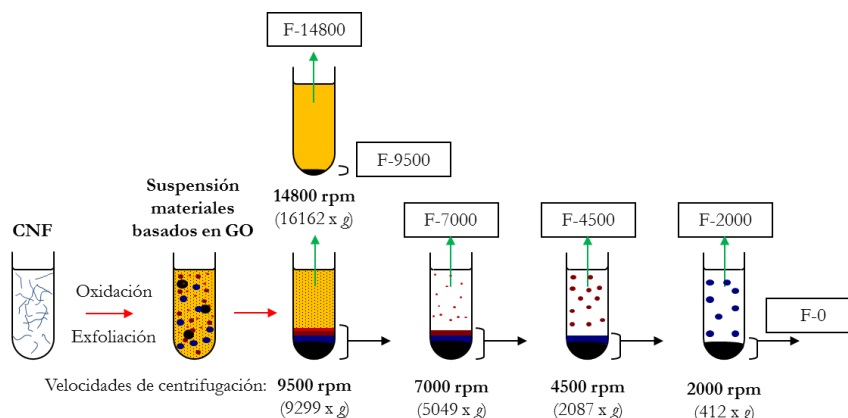 F-14800
F-9500
14800 rpm
(16162 x g)
Suspensión
materiales
basados en GO
CNF
F-7000
F-4500
F-2000
Oxidación
Exfoliación
F-0
Velocidades de centrifugación:
9500 rpm
(9299 x g)
7000 rpm
(5049 x g)
4500 rpm
(2087 x g)
2000 rpm
(412 x g)